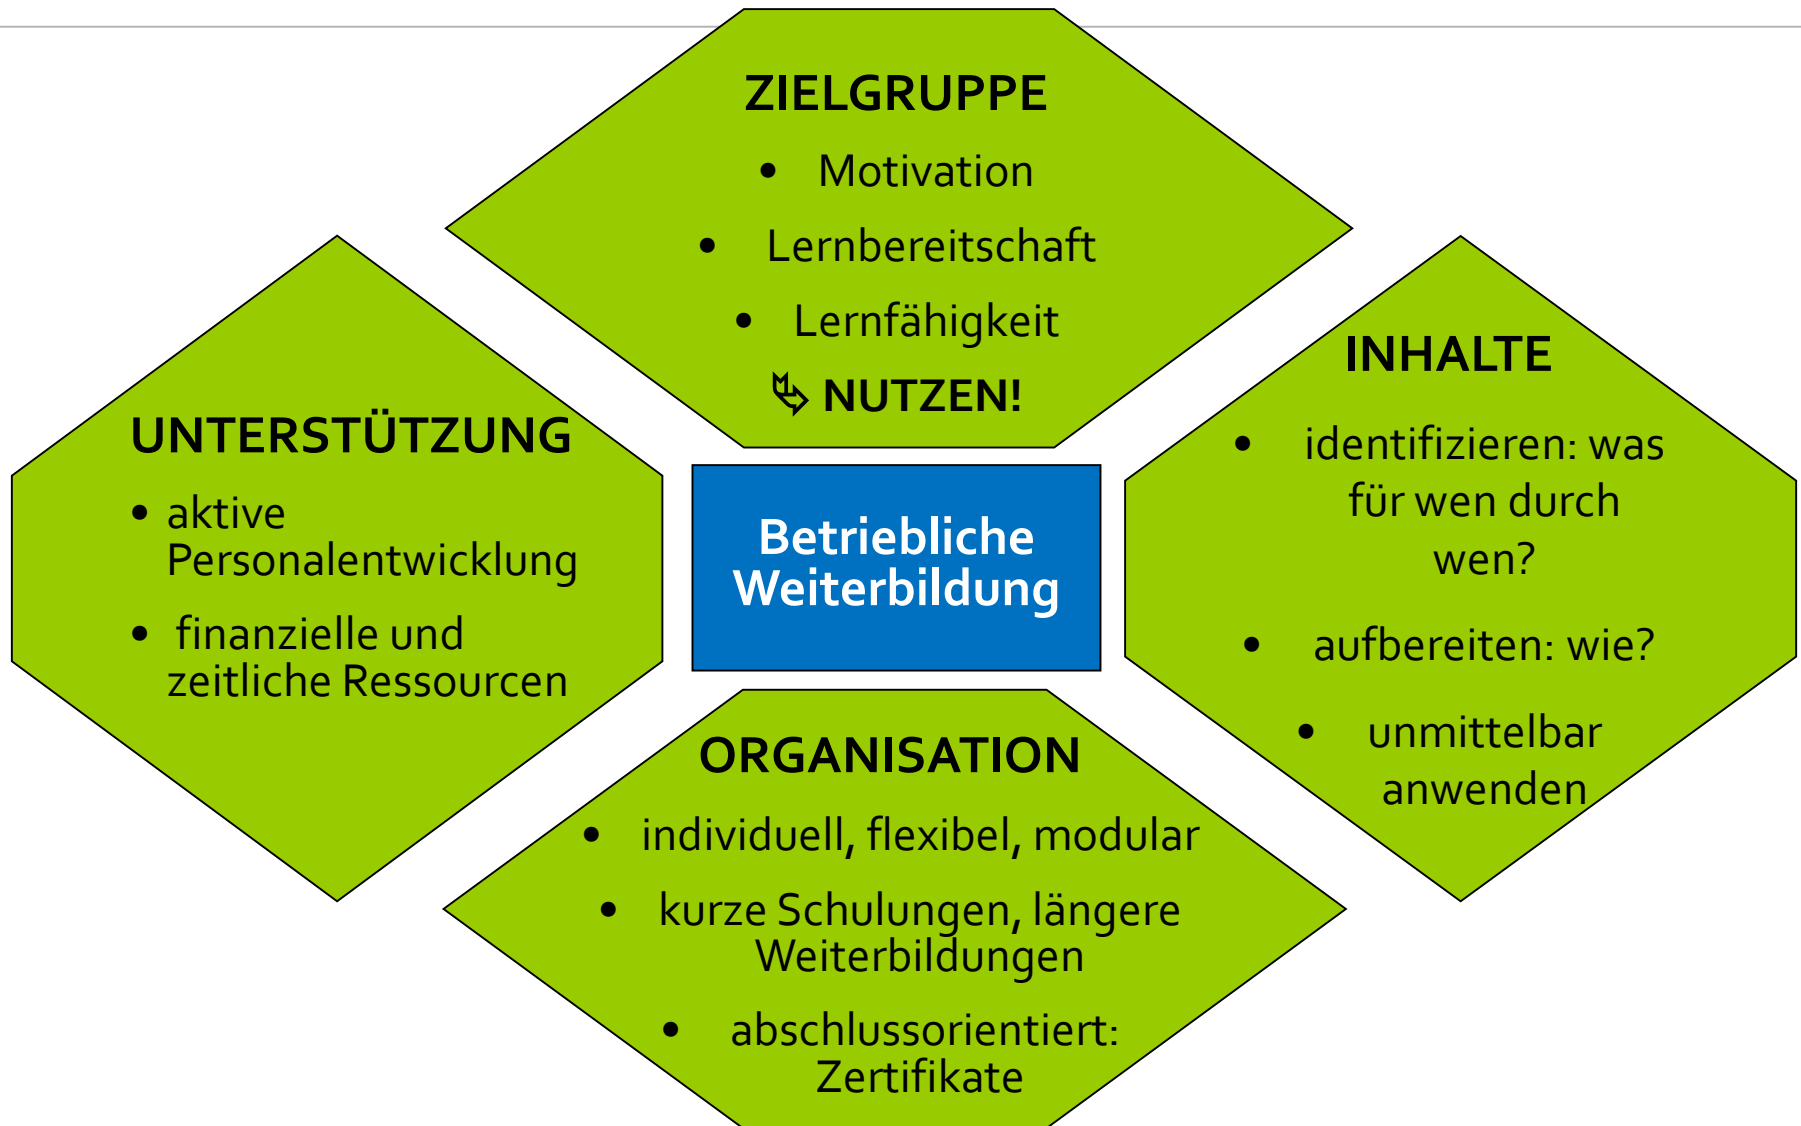 ZIELGRUPPE
• Motivation
• Lernbereitschaft
• Lernfähigkeit
⮱ NUTZEN!
UNTERSTÜTZUNG
• aktive
Personalentwicklung
• finanzielle und
zeitliche Ressourcen
Betriebliche
Weiterbildung
INHALTE
• identifizieren: was
für wen durch
wen?
• aufbereiten: wie?
• unmittelbar
anwenden
ORGANISATION
• individuell, flexibel, modular
• kurze Schulungen, längere
Weiterbildungen
• abschlussorientiert:
Zertifikate